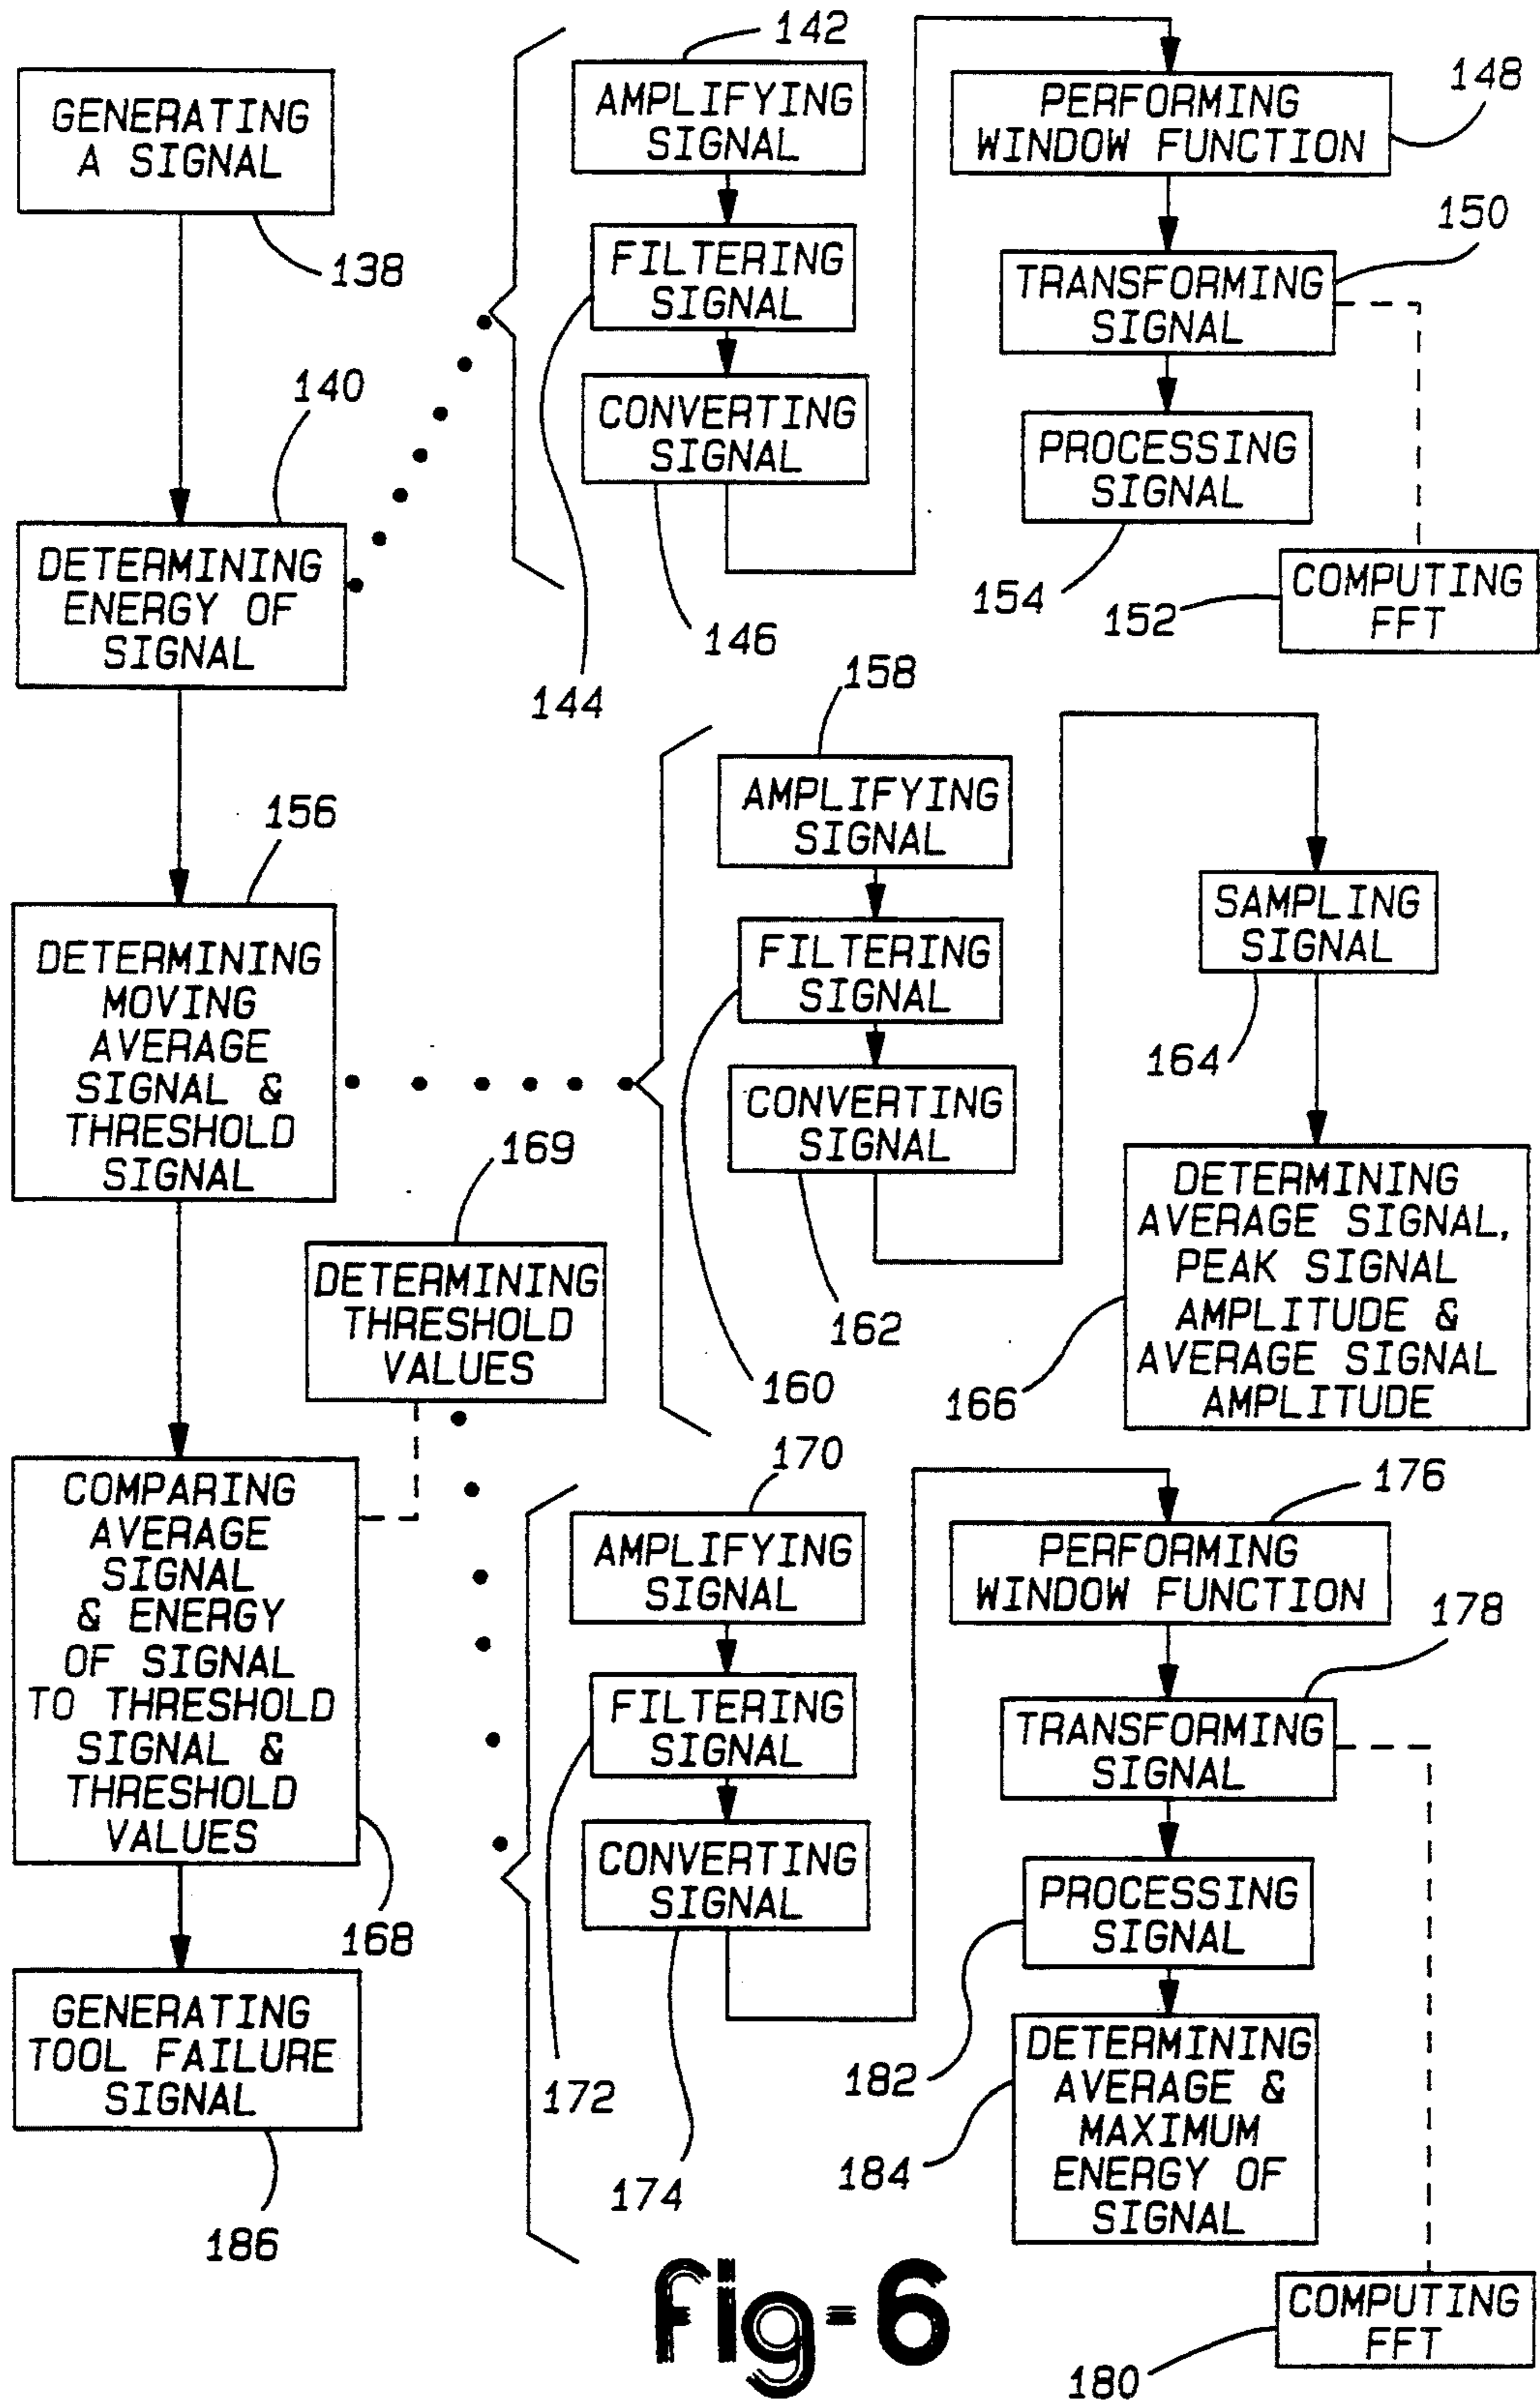 142
AMPLIFYING
SIGNAL
GENERATING
A SIGNAL
138
PERFORMING
WINDOW FUNCTION
148
FILTERING
SIGNAL
144
TRANSFORMING
SIGNAL
150
CONVERTING
SIGNAL
146
PROCESSING
SIGNAL
154
COMPUTING
FFT
152
140
DETERMINING
ENERGY OF
SIGNAL
158
AMPLIFYING
SIGNAL
156
DETERMINING
MOVING
AVERAGE
SIGNAL &
THRESHOLD
SIGNAL
FILTERING
SIGNAL
160
SAMPLING
SIGNAL
164
CONVERTING
SIGNAL
162
169
DETERMINING
THRESHOLD
VALUES
DETERMINING
AVERAGE SIGNAL,
PEAK SIGNAL
AMPLITUDE &
AVERAGE SIGNAL
AMPLITUDE
166
COMPARING
AVERAGE
SIGNAL
& ENERGY
OF SIGNAL
TO THRESHOLD
SIGNAL &
THRESHOLD
VALUES
168
170
AMPLIFYING
SIGNAL
176
PERFORMING
WINDOW FUNCTION
FILTERING
SIGNAL
172
178
TRANSFORMING
SIGNAL
CONVERTING
SIGNAL
174
PROCESSING
SIGNAL
182
GENERATING
TOOL FAILURE
SIGNAL
186
DETERMINING
AVERAGE &
MAXIMUM
ENERGY OF
SIGNAL
184
COMPUTING
FFT
180
Fig-6